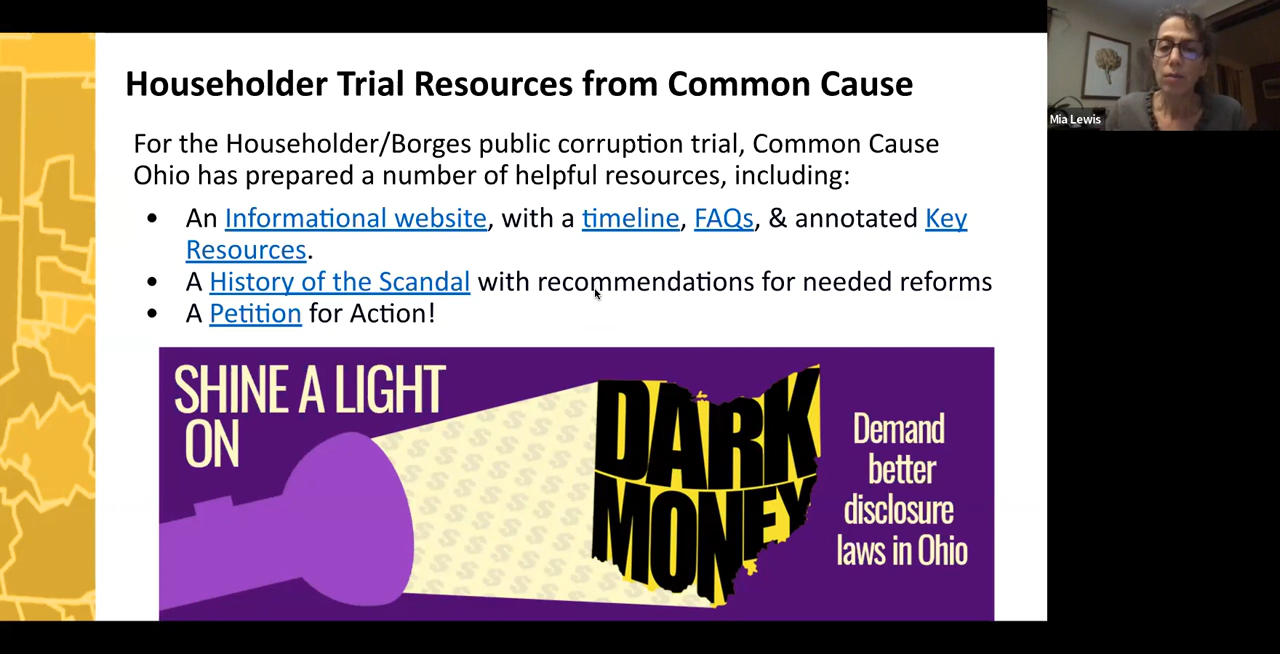 Householder Trial Resources from Common Cause
For the Householder/Borges public corruption trial, Common Cause
Ohio has prepared a number of helpful resources, including:
• An Informational website, with a timeline, FAQs, & annotated Key
Resources.
• A History of the Scandal with recommendations for needed reforms
• A Petition for Action!
SHINE A LIGHT
ON
DARK
MONEY
Demand
better
disclosure
laws in Ohio
Mia Lewis